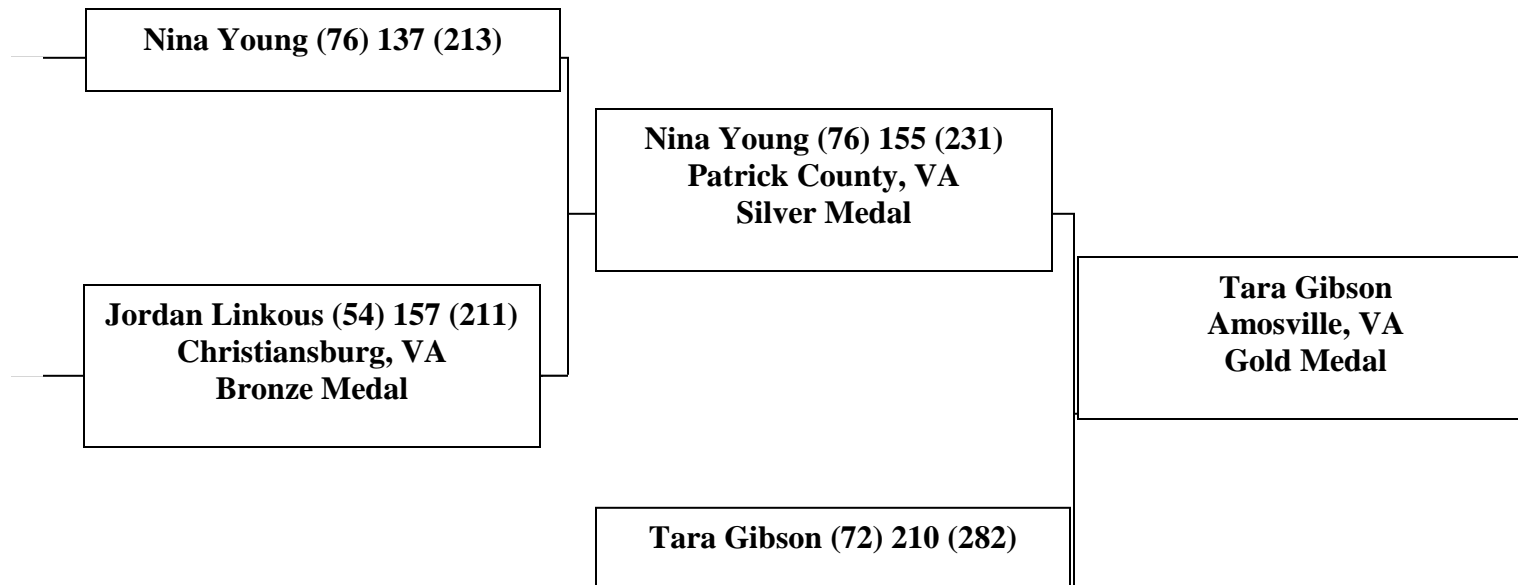 Nina Young (76) 137 (213)
Nina Young (76) 155 (231)
Patrick County, VA
Silver Medal
Jordan Linkous (54) 157 (211)
Christiansburg, VA
Bronze Medal
Tara Gibson
Amosville, VA
Gold Medal
Tara Gibson (72) 210 (282)